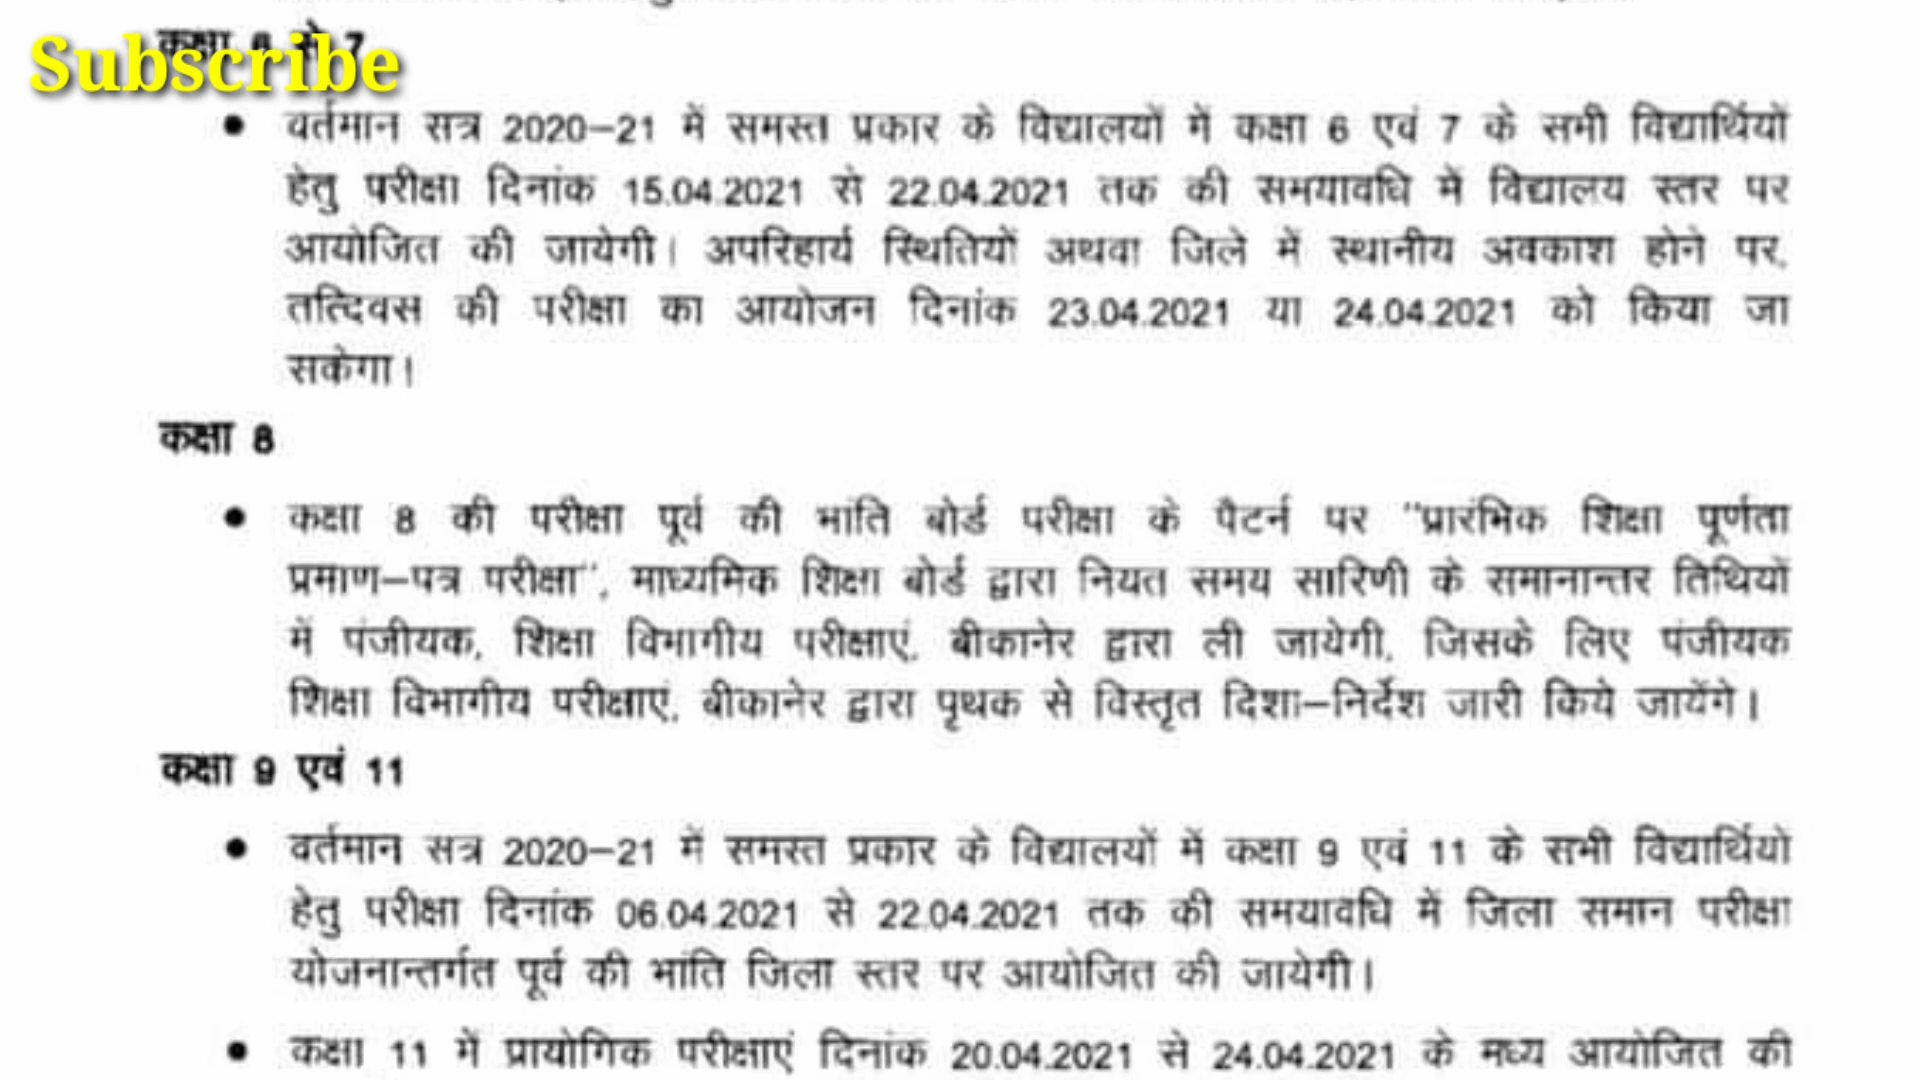 कक्षा 6 से 7
Subscribe
• वर्तमान सत्र 2020–21 में समस्त प्रकार के विद्यालयों में कक्षा 6 एवं 7 के सभी विद्यार्थियों
हेतु परीक्षा दिनांक 15.04.2021 से 22.04.2021 तक की समयावधि में विद्यालय स्तर पर
आयोजित की जायेगी। अपरिहार्य स्थितियों अथवा जिले में स्थानीय अवकाश होने पर,
तत्दिवस की परीक्षा का आयोजन दिनांक 23.04.2021 या 24.04.2021 को किया जा
सकेगा।
कक्षा 8
• कक्षा 8 की परीक्षा पूर्व की भांति बोर्ड परीक्षा के पैटर्न पर "प्रारंभिक शिक्षा पूर्णता
प्रमाण–पत्र परीक्षा", माध्यमिक शिक्षा बोर्ड द्वारा नियत समय सारिणी के समानान्तर तिथियों
में पंजीयक, शिक्षा विभागीय परीक्षाएं, बीकानेर द्वारा ली जायेगी, जिसके लिए पंजीयक
शिक्षा विभागीय परीक्षाएं, बीकानेर द्वारा पृथक से विस्तृत दिशा–निर्देश जारी किये जायेंगे।
कक्षा 9 एवं 11
• वर्तमान सत्र 2020–21 में समस्त प्रकार के विद्यालयों में कक्षा 9 एवं 11 के सभी विद्यार्थियो
हेतु परीक्षा दिनांक 06.04.2021 से 22.04.2021 तक की समयावधि में जिला समान परीक्षा
योजनान्तर्गत पूर्व की भांति जिला स्तर पर आयोजित की जायेगी।
• कक्षा 11 में प्रायोगिक परीक्षाएं दिनांक 20.04.2021 से 24.04.2021 के मध्य आयोजित की